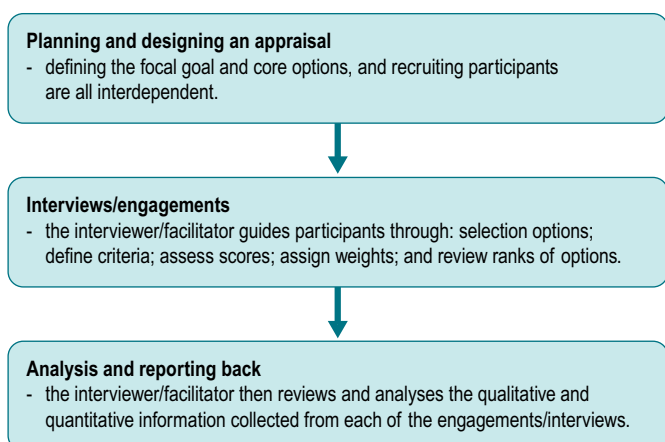 Planning and designing an appraisal
- defining the focal goal and core options, and recruiting participants
are all interdependent.
Interviews/engagements
- the interviewer/facilitator guides participants through: selection options;
define criteria; assess scores; assign weights; and review ranks of options.
Analysis and reporting back
- the interviewer/facilitator then reviews and analyses the qualitative and
quantitative information collected from each of the engagements/interviews.